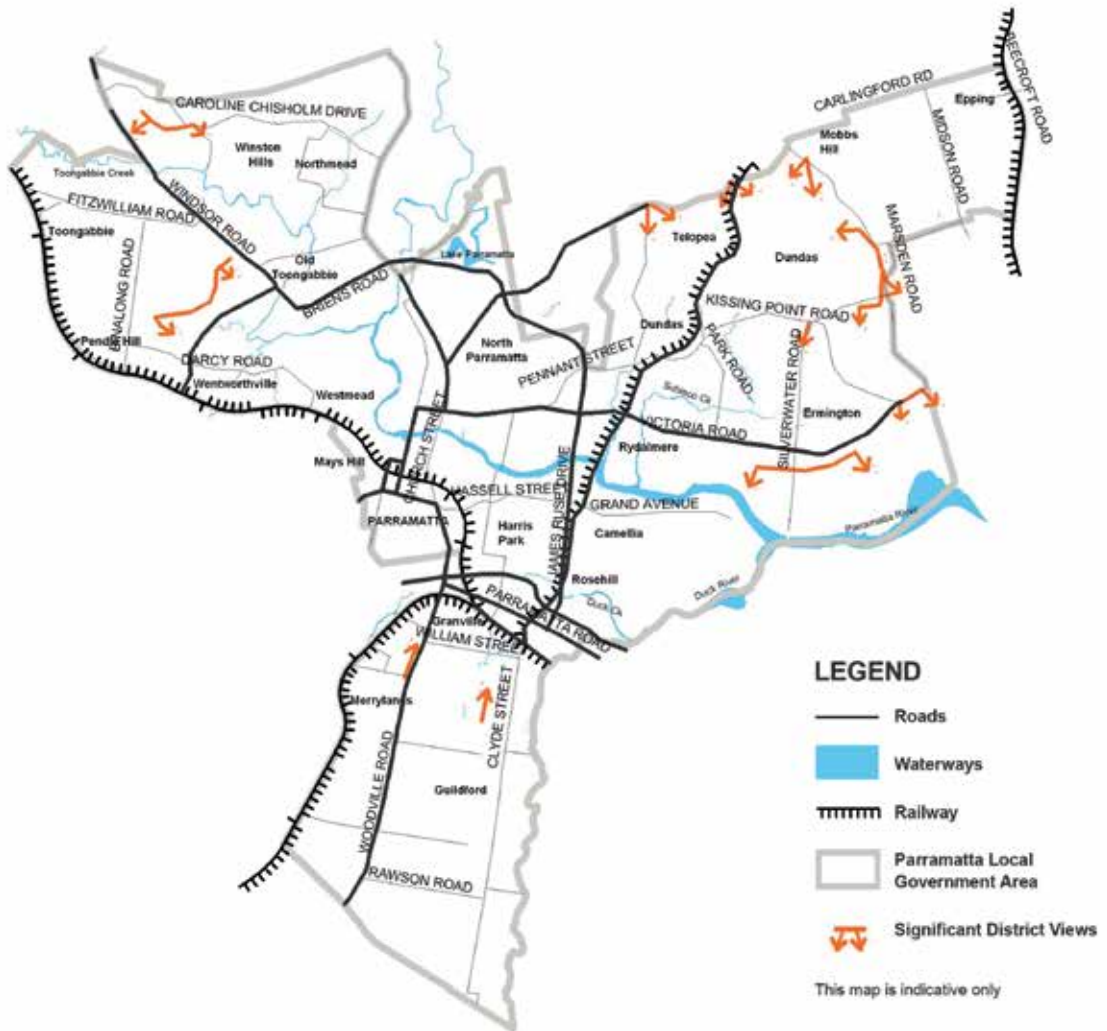 BEECROFT ROAD
CARLINGFORD RD
Epping
CAROLINE CHISHOLM DRIVE
MIDSON ROAD
Mobbs
Hill
Winston
Hills
Northmead
Toongabbie Creek
FITZWILLIAM ROAD
WINDSOR ROAD
Toongabbie
Telopea
Dundas
MARSDEN ROAD
Old
Toongabbie
Lake Parramatta
BINALONG ROAD
BRIENS ROAD
KISSING POINT ROAD
Dundas
PARK ROAD
North
Parramatta
PENNANT STREET
Pendle Hill
DARCY ROAD
Wentworthville
Westmead
SILVERWATER ROAD
Ermington
VICTORIA ROAD
CHURCH STREET
Rydalmere
Mays Hill
HASSELL STREET
JAMES RUSE DRIVE
GRAND AVENUE
PARRAMATTA
Harris
Park
Camellia
Parramatta River
Rosehill
Duck River
Duck Ck
PARRAMATTA ROAD
Granville
WILLIAM STREET
Merrylands
CLYDE STREET
WOODVILLE ROAD
Guildford
RAWSON ROAD
LEGEND
Roads
Waterways
Railway
Parramatta Local
Government Area
Significant District Views
This map is indicative only